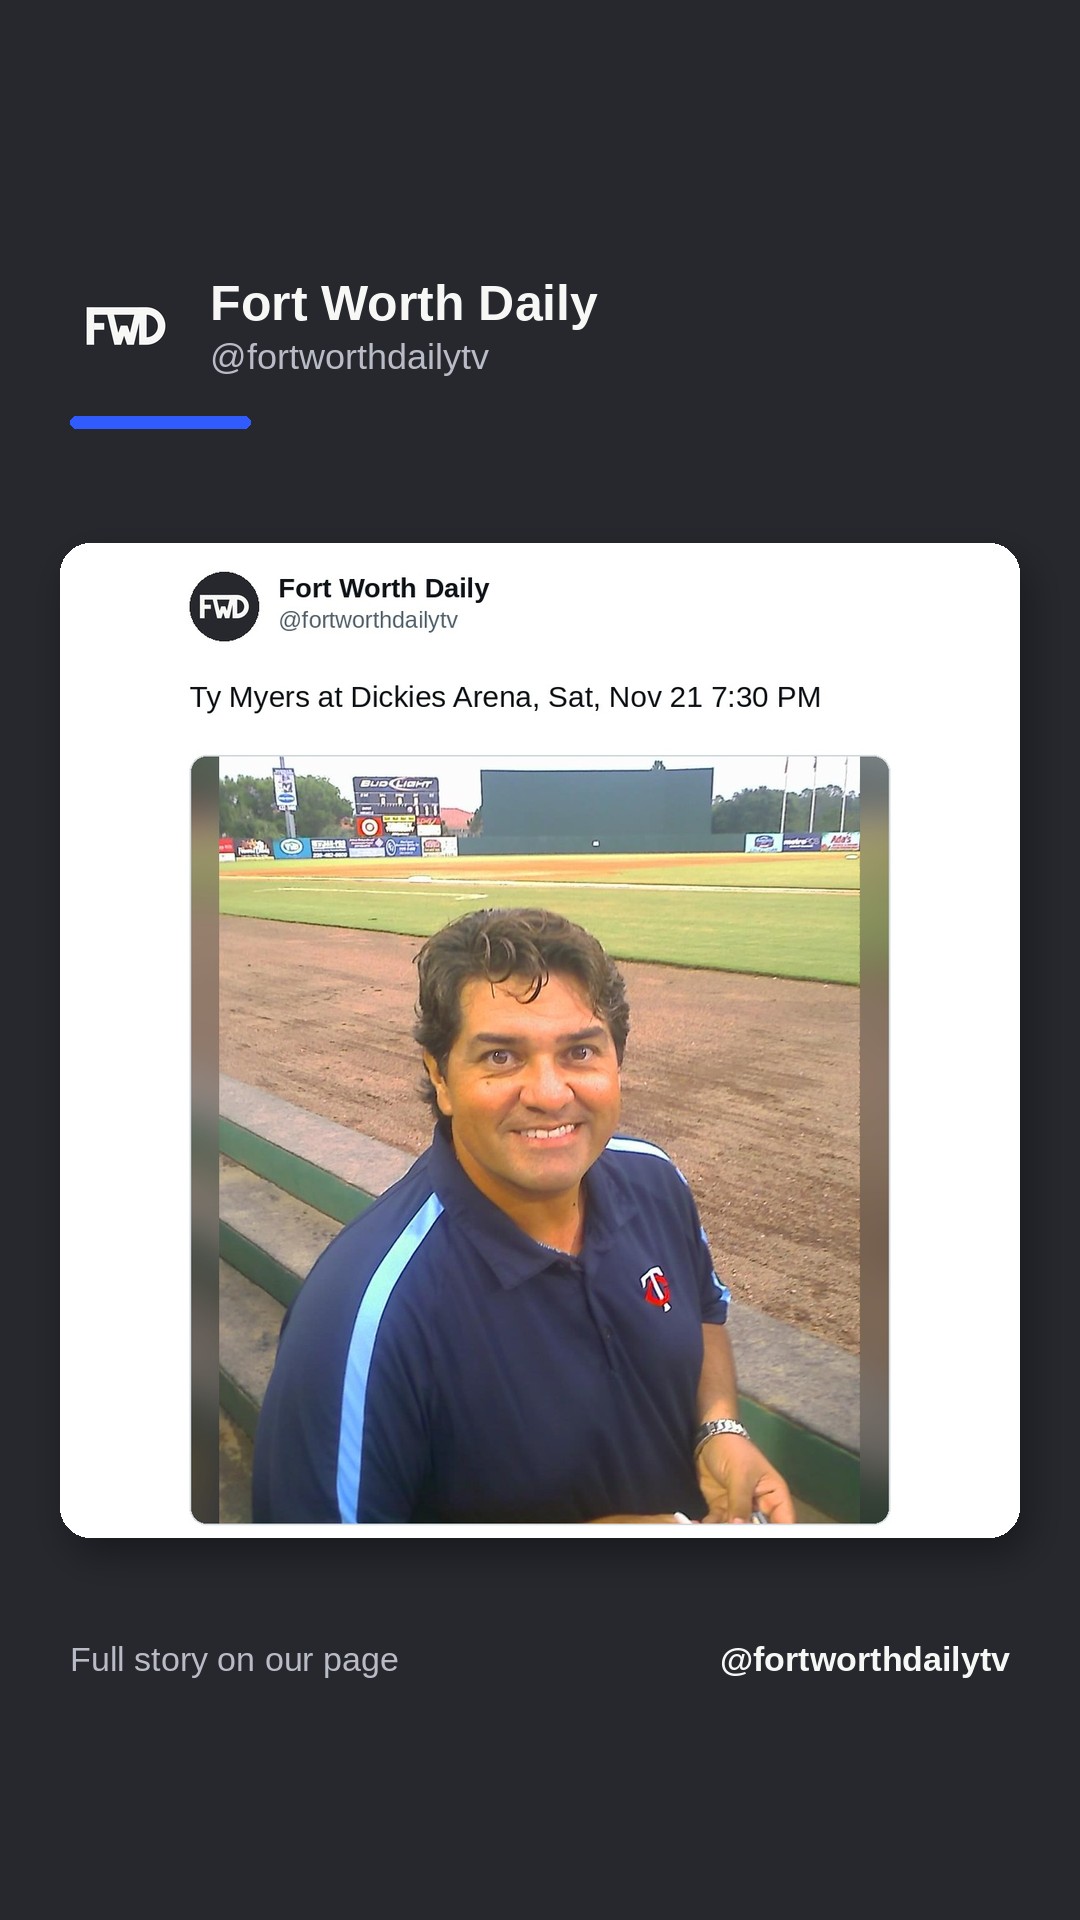 FWD
Fort Worth Daily
@fortworthdailytv
FWD
Fort Worth Daily
@fortworthdailytv
Ty Myers at Dickies Arena, Sat, Nov 21 7:30 PM
BUD LIGHT
TC
Full story on our page
@fortworthdailytv